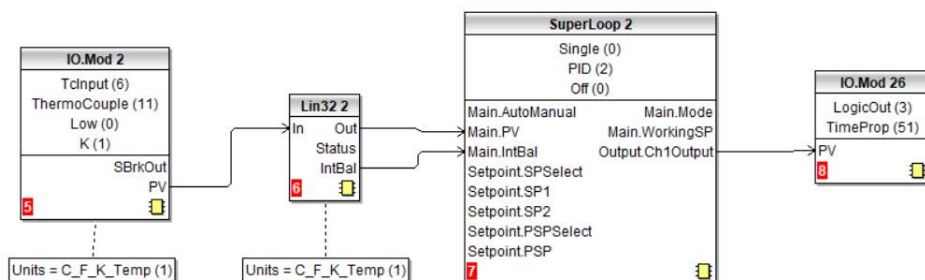 IO.Mod 2
TcInput (6)
ThermoCouple (11)
Low (0)
K (1)
SBrkOut
PV
5
Units = C_F_K_Temp (1)
Lin32 2
In Out
Status
IntBal
6
Units = C_F_K_Temp (1)
SuperLoop 2
Single (0)
PID (2)
Off (0)
Main.AutoManual Main.Mode
Main.PV Main.WorkingSP
Main.IntBal Output.Ch1Output
Setpoint.SPSelect
Setpoint.SP1
Setpoint.SP2
Setpoint.PSPSelect
Setpoint.PSP
7
IO.Mod 26
LogicOut (3)
TimeProp (51)
PV
8